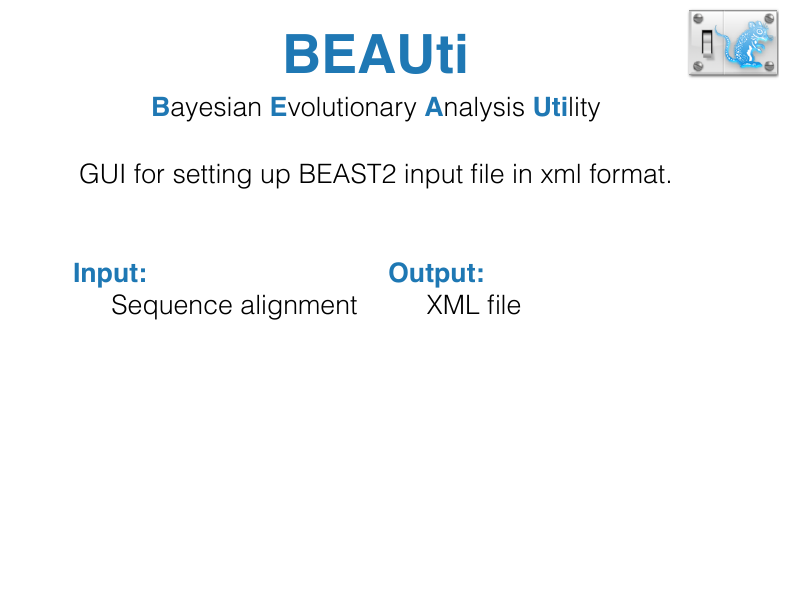 BEAUti
Bayesian Evolutionary Analysis Utility
GUI for setting up BEAST2 input file in xml format.
Input:
Sequence alignment
Output:
XML file